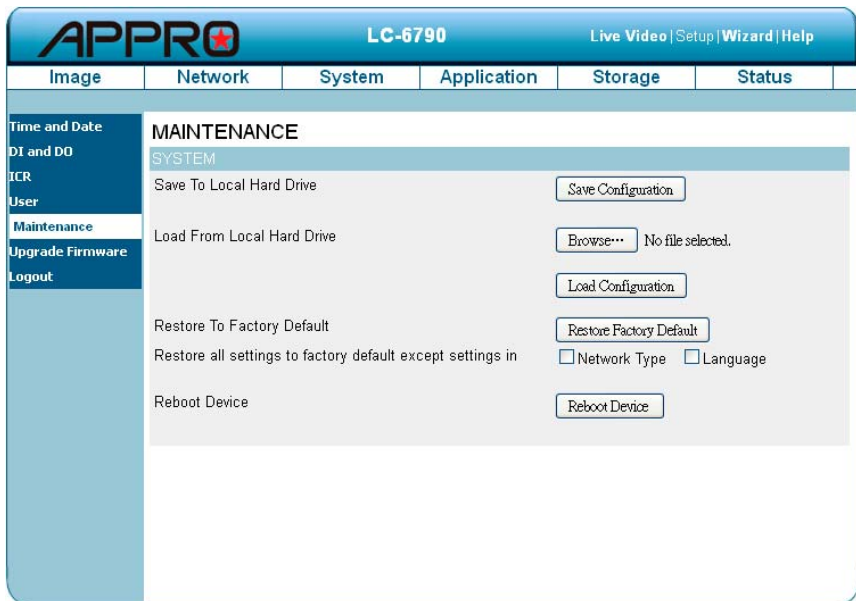 APPRO
LC-6790
Live Video | Setup | Wizard | Help
Image Network System Application Storage Status
Time and Date
DI and DO
ICR
User
Maintenance
Upgrade Firmware
Logout
MAINTENANCE
SYSTEM
Save To Local Hard Drive Save Configuration
Load From Local Hard Drive Browse··· No file selected.
Load Configuration
Restore To Factory Default Restore Factory Default
Restore all settings to factory default except settings in Network Type Language
Reboot Device Reboot Device